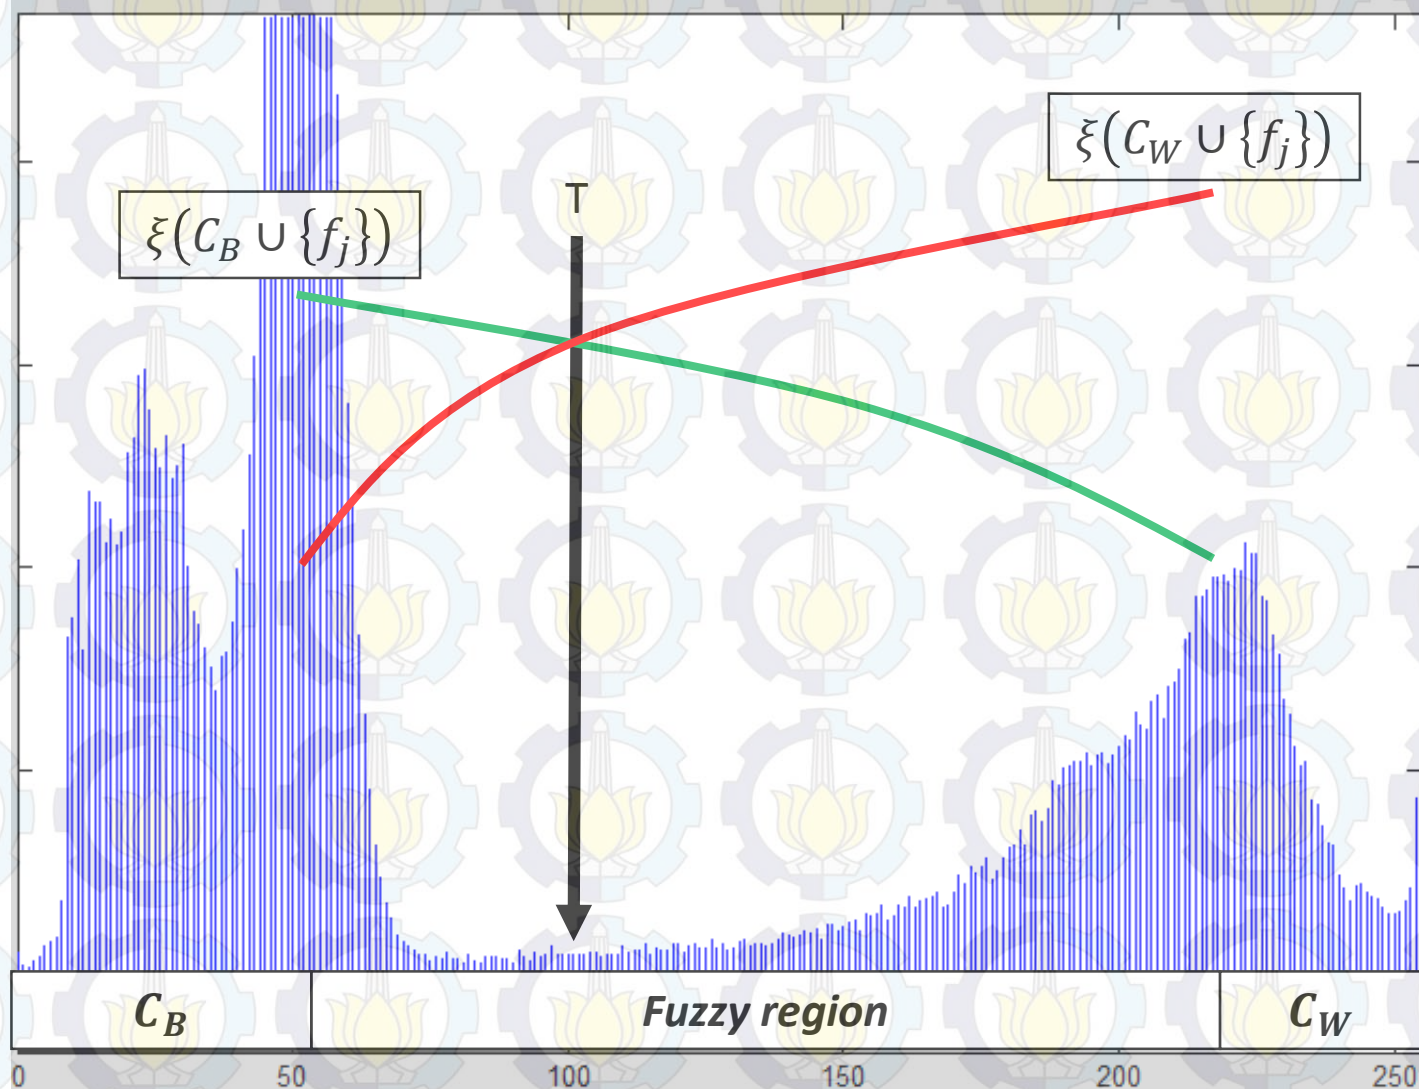 ξ(C_W ∪ {f_j})
T
ξ(C_B ∪ {f_j})
C_B Fuzzy region C_W
0 50 100 150 200 250